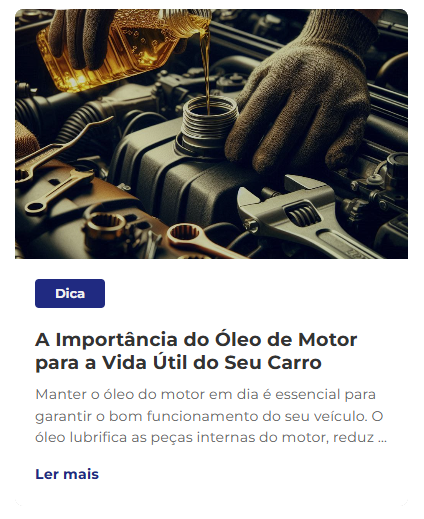 Dica
A Importância do Óleo de Motor
para a Vida Útil do Seu Carro
Manter o óleo do motor em dia é essencial para
garantir o bom funcionamento do seu veículo. O
óleo lubrifica as peças internas do motor, reduz ...
Ler mais